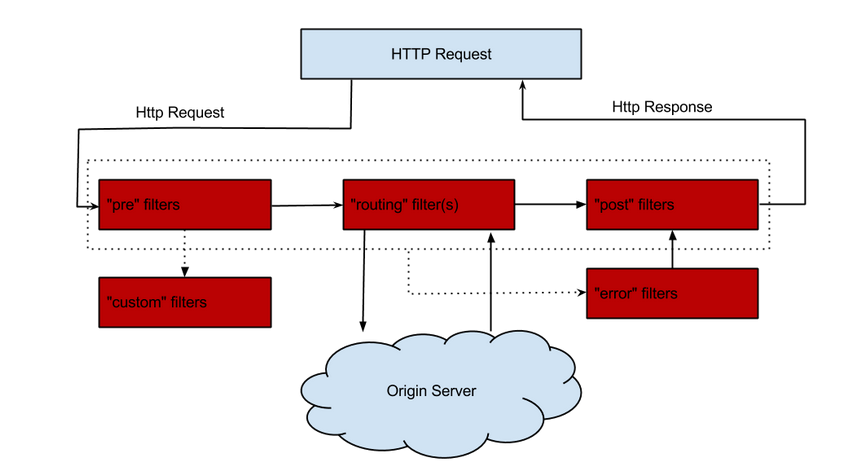 HTTP Request
Http Request
Http Response
"pre" filters
"routing" filter(s)
"post" filters
"custom" filters
"error" filters
Origin Server